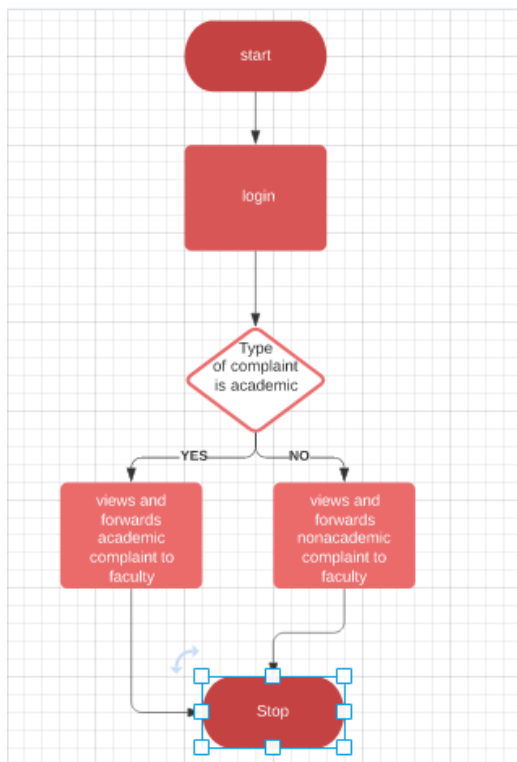 start
login
Type
of complaint
is academic
YES
NO
views and
forwards
academic
complaint to
faculty
views and
forwards
nonacademic
complaint to
faculty
Stop